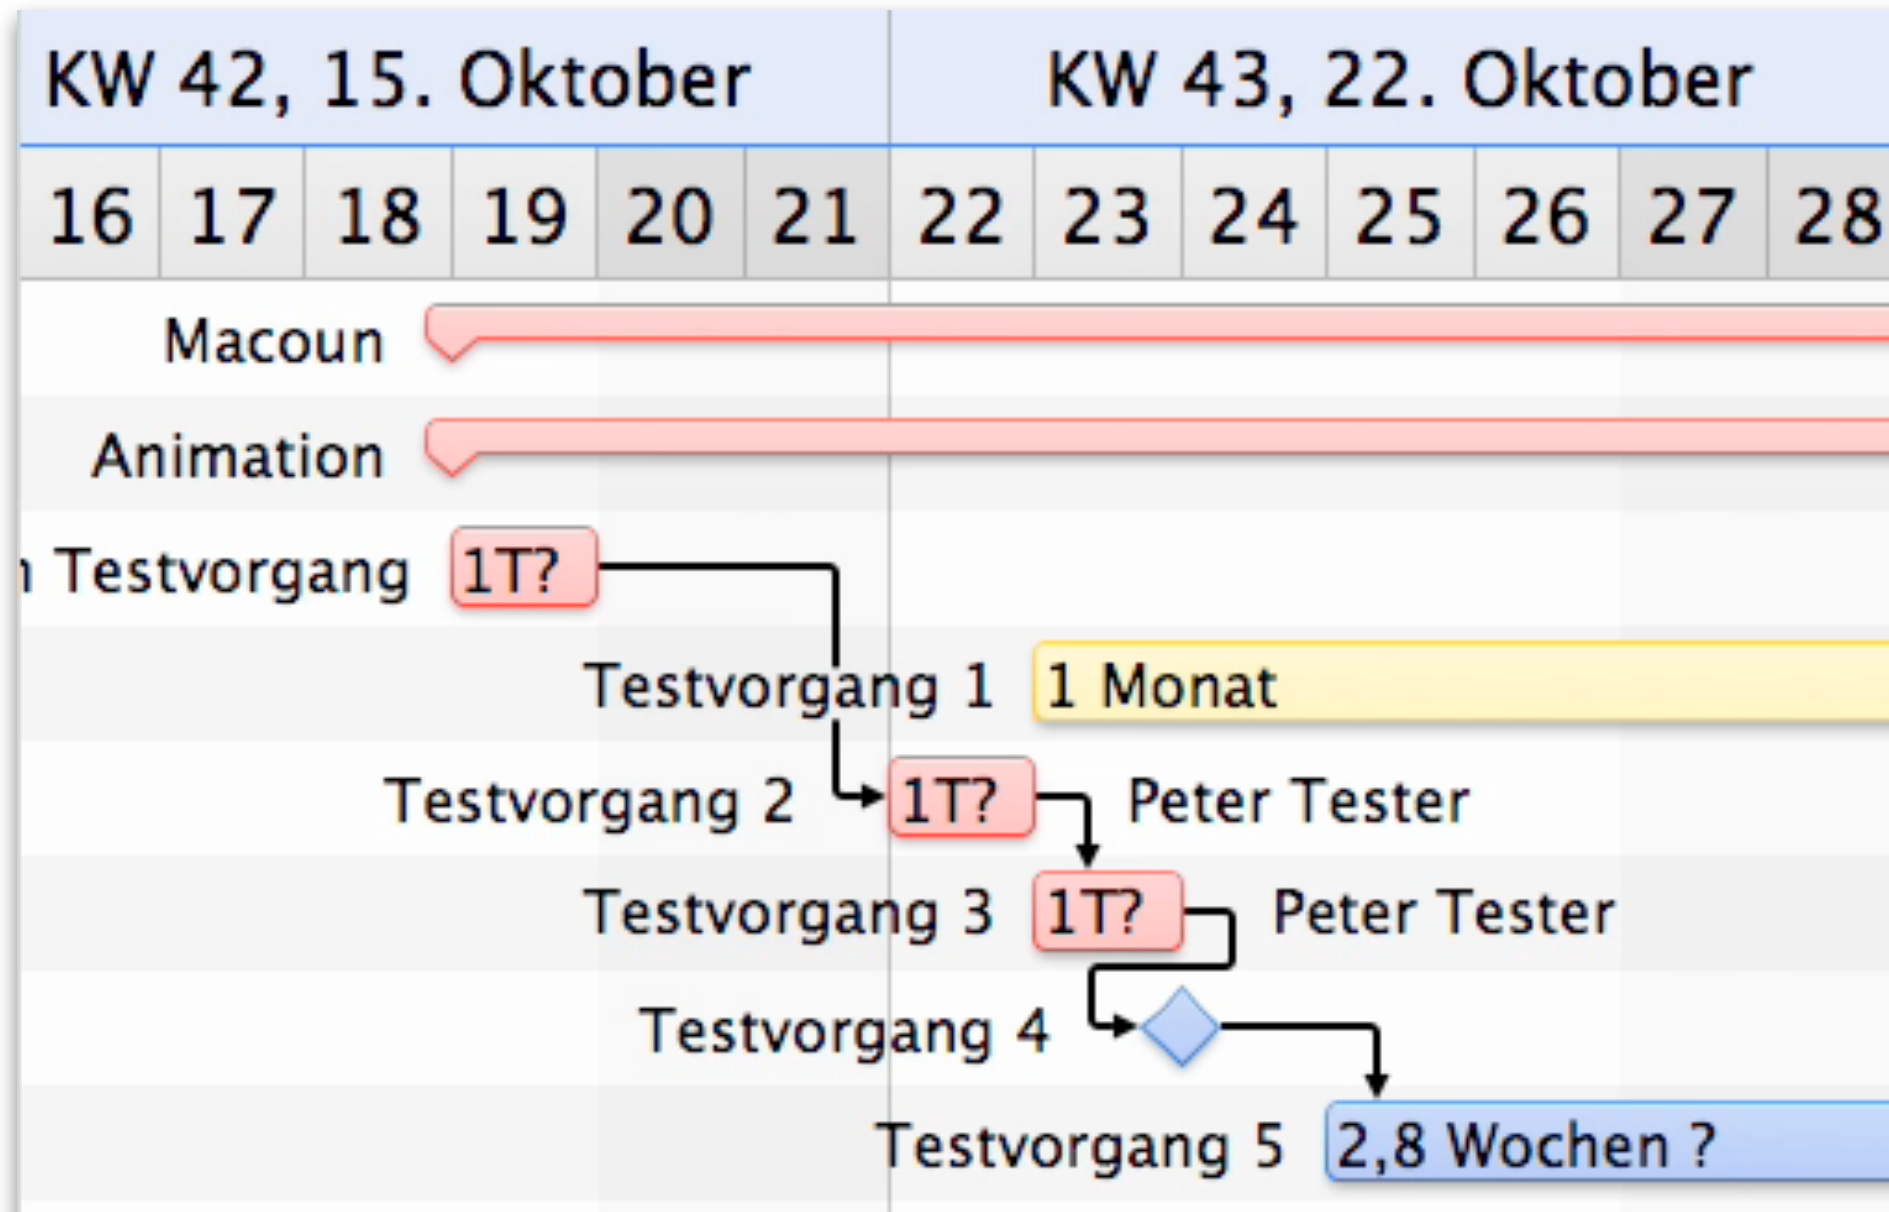 KW 42, 15. Oktober KW 43, 22. Oktober
16 17 18 19 20 21 22 23 24 25 26 27 28
Macoun
Animation
Testvorgang 1T?
Testvorgang 1 1 Monat
Testvorgang 2 1T? Peter Tester
Testvorgang 3 1T? Peter Tester
Testvorgang 4
Testvorgang 5 2,8 Wochen ?